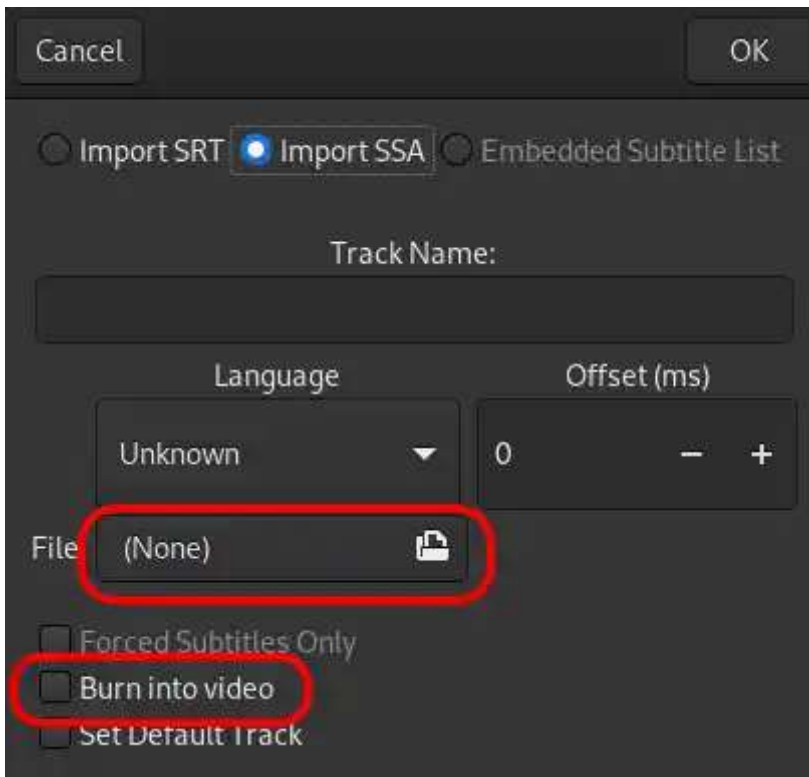 Cancel OK
Import SRT Import SSA Embedded Subtitle List
Track Name:
Language Offset (ms)
Unknown 0 − +
File (None)
Forced Subtitles Only
Burn into video
Set Default Track